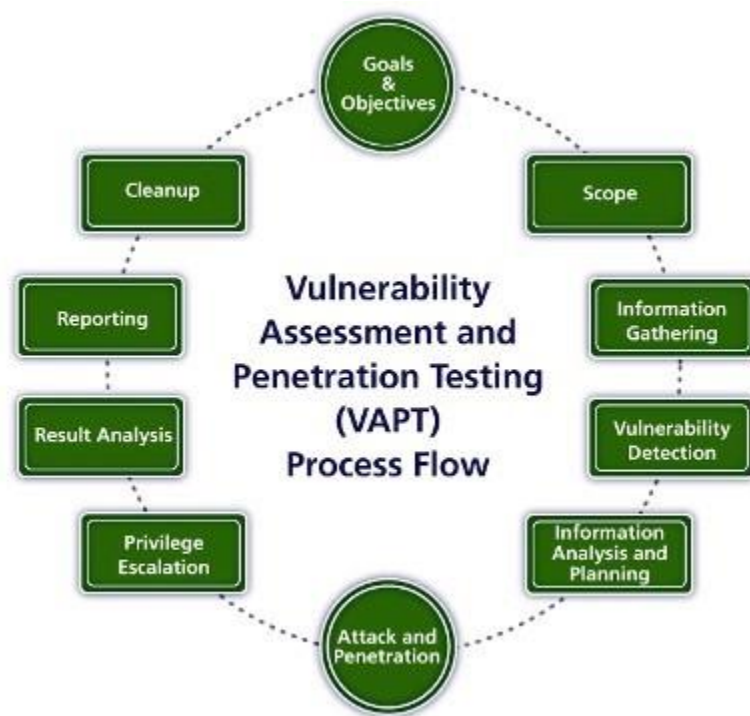 Goals
&
Objectives
Scope
Information
Gathering
Vulnerability
Detection
Information
Analysis and
Planning
Attack and
Penetration
Privilege
Escalation
Result Analysis
Reporting
Cleanup
Vulnerability
Assessment and
Penetration Testing
(VAPT)
Process Flow